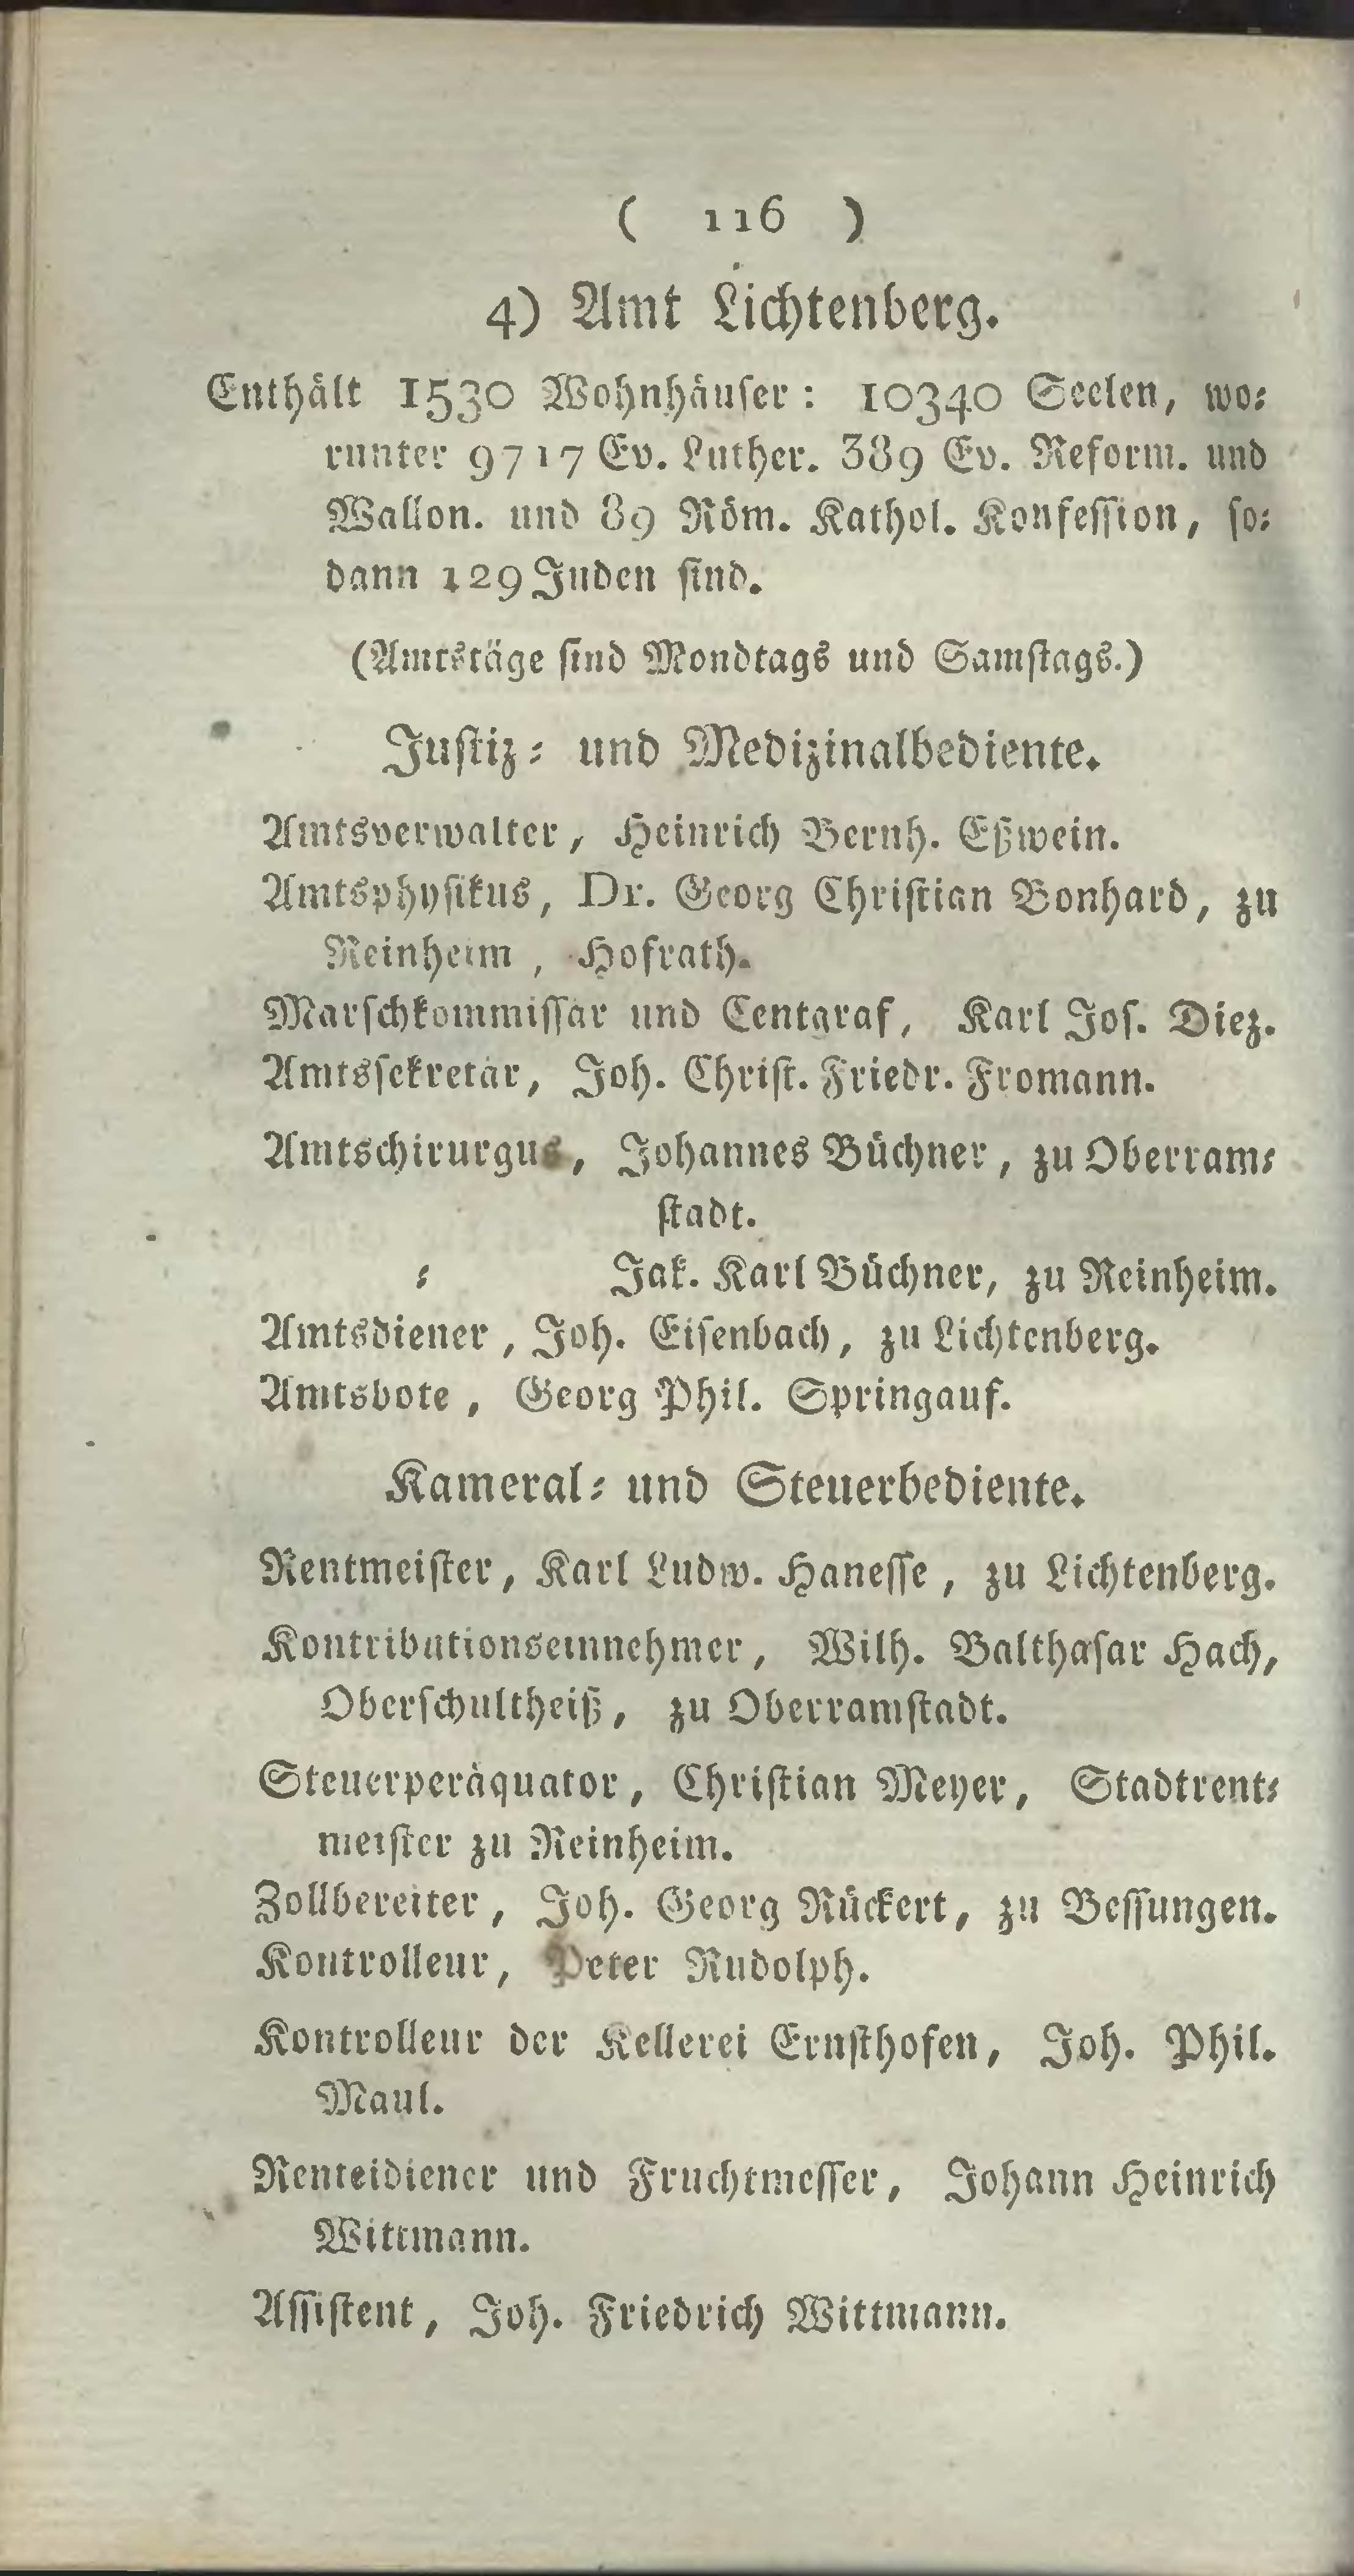 ( 116 )
4) Amt Lichtenberg.
Enthält 1530 Wohnhäuser: 10340 Seelen, wo-
runter 9717 Ev. Luther. 389 Ev. Reform. und
Wallon. und 89 Röm. Kathol. Konfession, so-
dann 129 Juden sind.
(Amtstäge sind Mondtags und Samstags.)
Justiz- und Medizinalbediente.
Amtsverwalter, Heinrich Bernh. Eßwein.
Amtsphysikus, Dr. Georg Christian Bonhard, zu
Reinheim, Hofrath.
Marschkommissär und Centgraf, Karl Jos. Diez.
Amtssekretär, Joh. Christ. Friedr. Fromann.
Amtschirurgus, Johannes Büchner, zu Oberram-
stadt.
- Jak. Karl Büchner, zu Reinheim.
Amtsdiener, Joh. Eisenbach, zu Lichtenberg.
Amtsbote, Georg Phil. Springauf.
Kameral- und Steuerbediente.
Rentmeister, Karl Ludw. Hanesse, zu Lichtenberg.
Kontributionseinnehmer, Wilh. Balthasar Hach,
Oberschultheiß, zu Oberramstadt.
Steuerperäquator, Christian Meyer, Stadtrent-
meister zu Reinheim.
Zollbereiter, Joh. Georg Rückert, zu Bessungen.
Kontrolleur, Peter Rudolph.
Kontrolleur der Kellerei Ernsthofen, Joh. Phil.
Maul.
Renteidiener und Fruchtmesser, Johann Heinrich
Wittmann.
Assistent, Joh. Friedrich Wittmann.